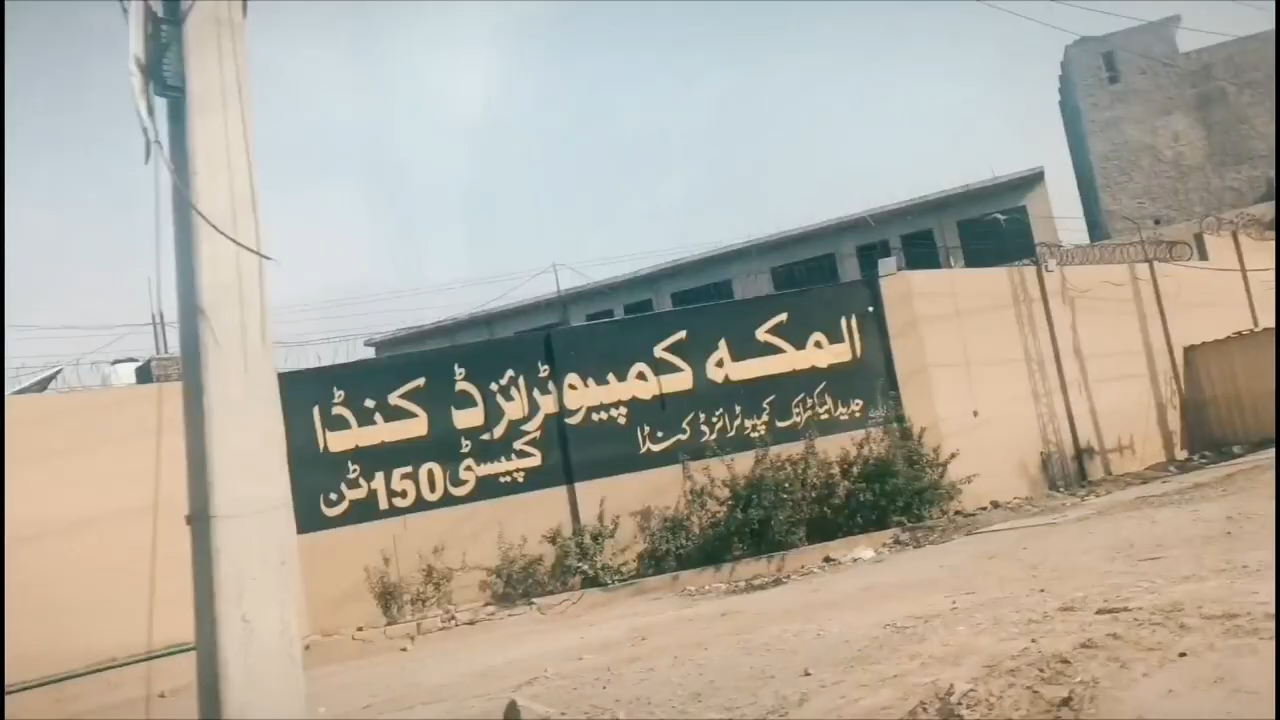 المکہ کمپیوٹرائزڈ کنڈا
جدید الیکٹرانک کمپیوٹرائزڈ کنڈا
کپیسٹی 150 ٹن